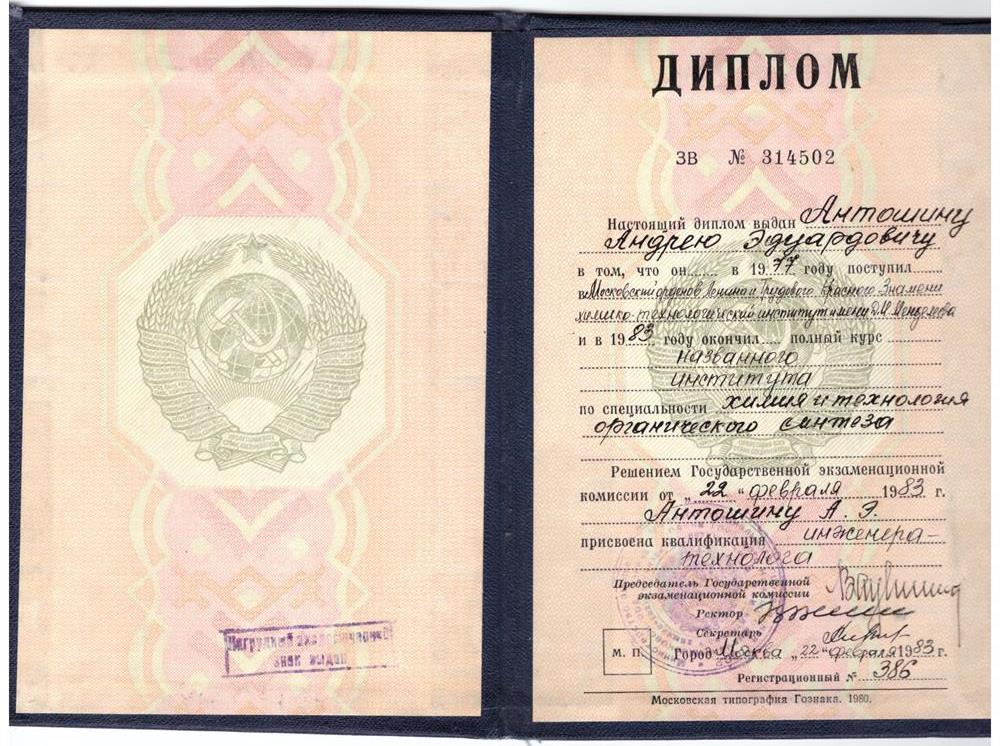 ДИПЛОМ
ЗВ № 314502
Настоящий диплом выдан Антошину
Андрею Эдуардовичу
в том, что он...... в 1977 году поступил......
в Московский орденов Ленина и Трудового Красного Знамени
химико-технологический институт имени Д.И. Менделеева
и в 1983 году окончил..... полный курс
названного
института
по специальности химия и технология
органического синтеза
Решением Государственной экзаменационной
комиссии от „22“ февраля 1983 г.
Антошину А. Э.
присвоена квалификация инженера-
технолога
Председатель Государственной
экзаменационной комиссии
Ректор
Секретарь
М. П. Город Москва „22“ февраля 1983 г.
Регистрационный № 386
Московская типография Гознака. 1980.
Нагрудный
знак выдан